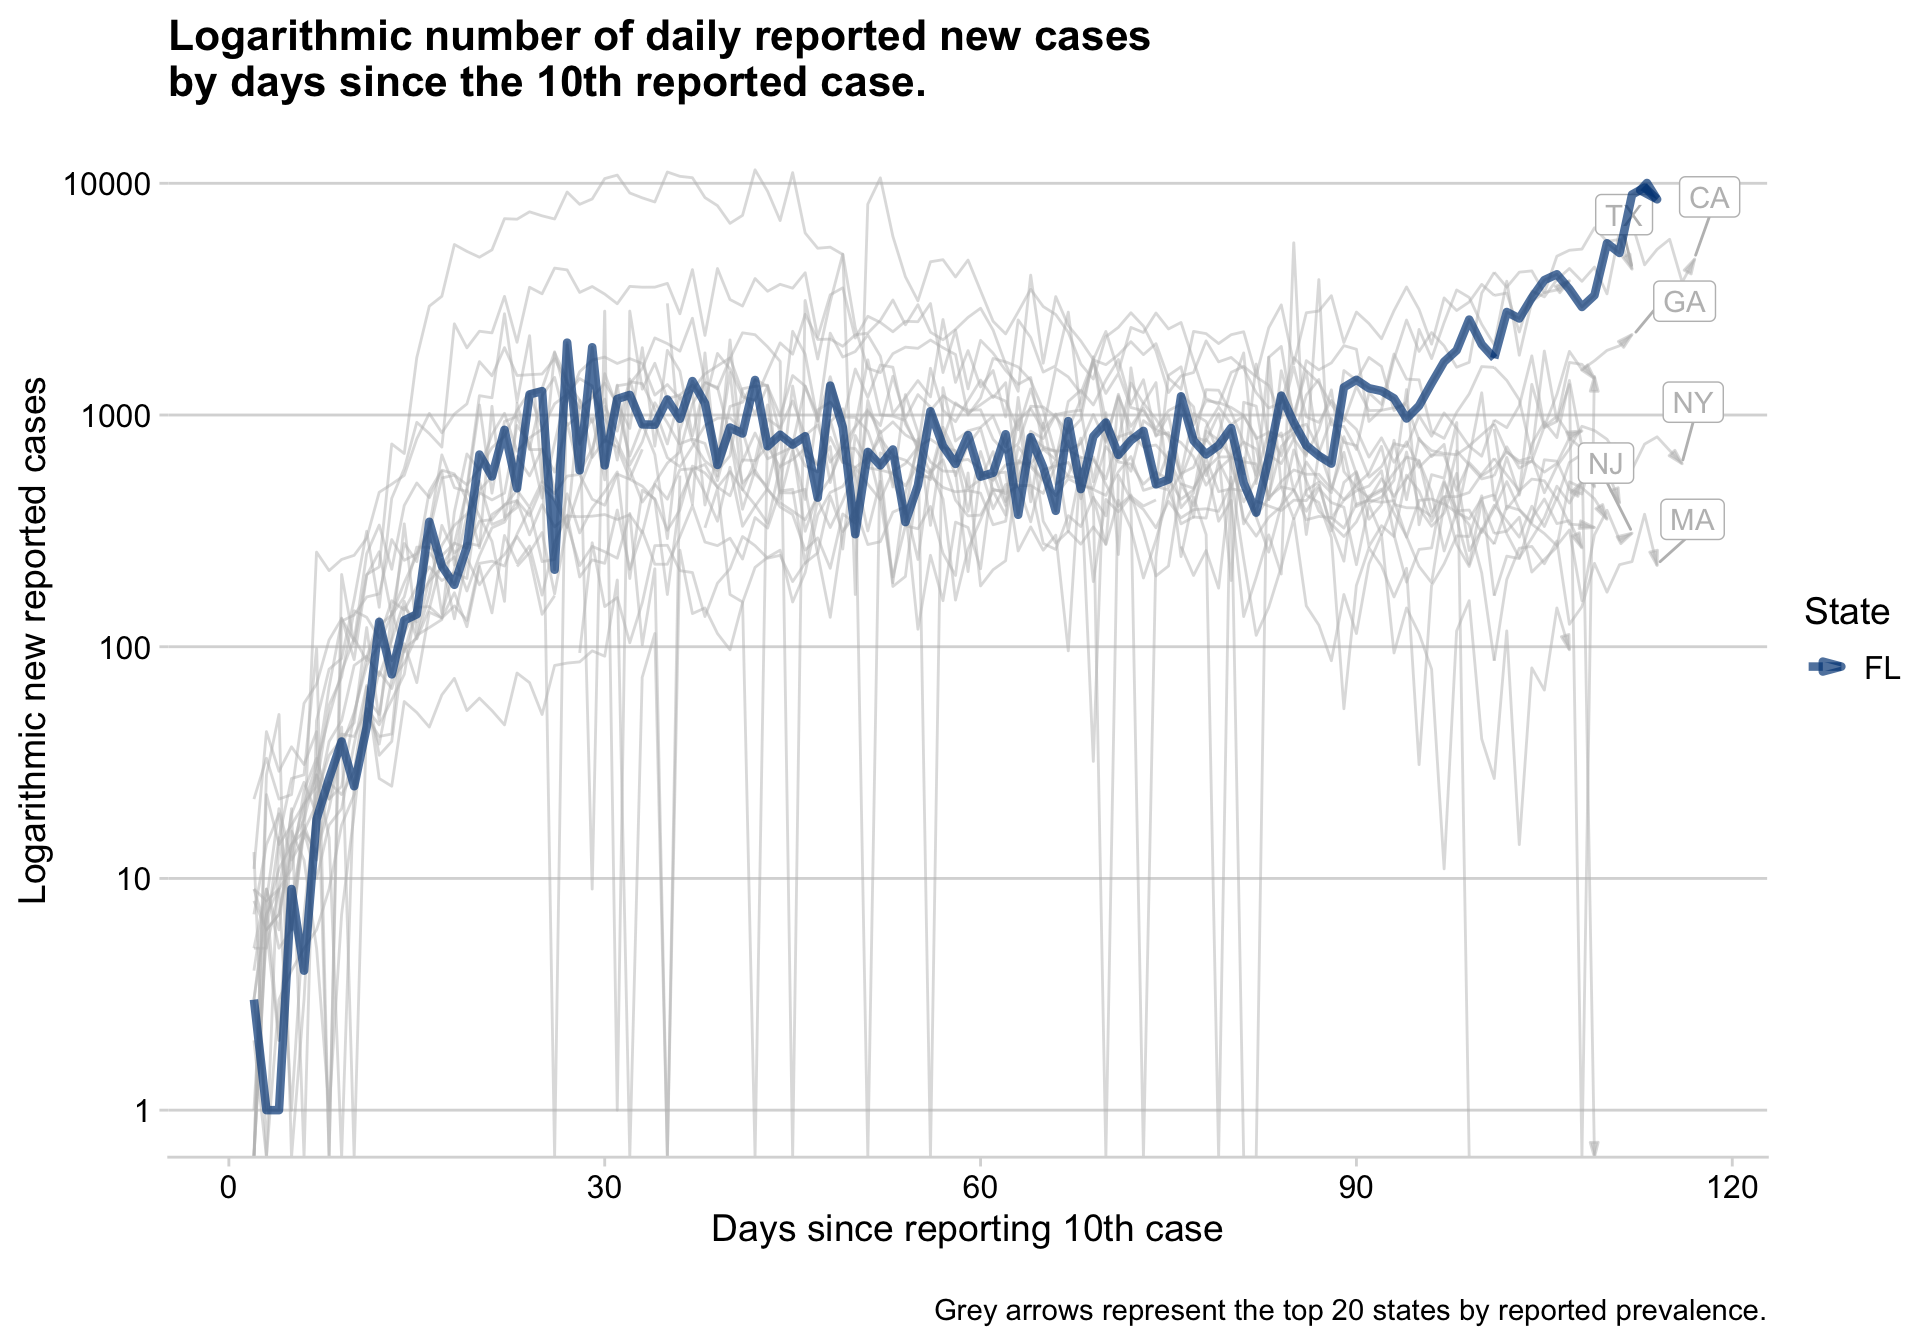 Logarithmic number of daily reported new cases
by days since the 10th reported case.
Logarithmic new reported cases
10000
1000
100
10
1
TX
CA
GA
NY
NJ
MA
State
FL
0
30
60
90
120
Days since reporting 10th case
Grey arrows represent the top 20 states by reported prevalence.